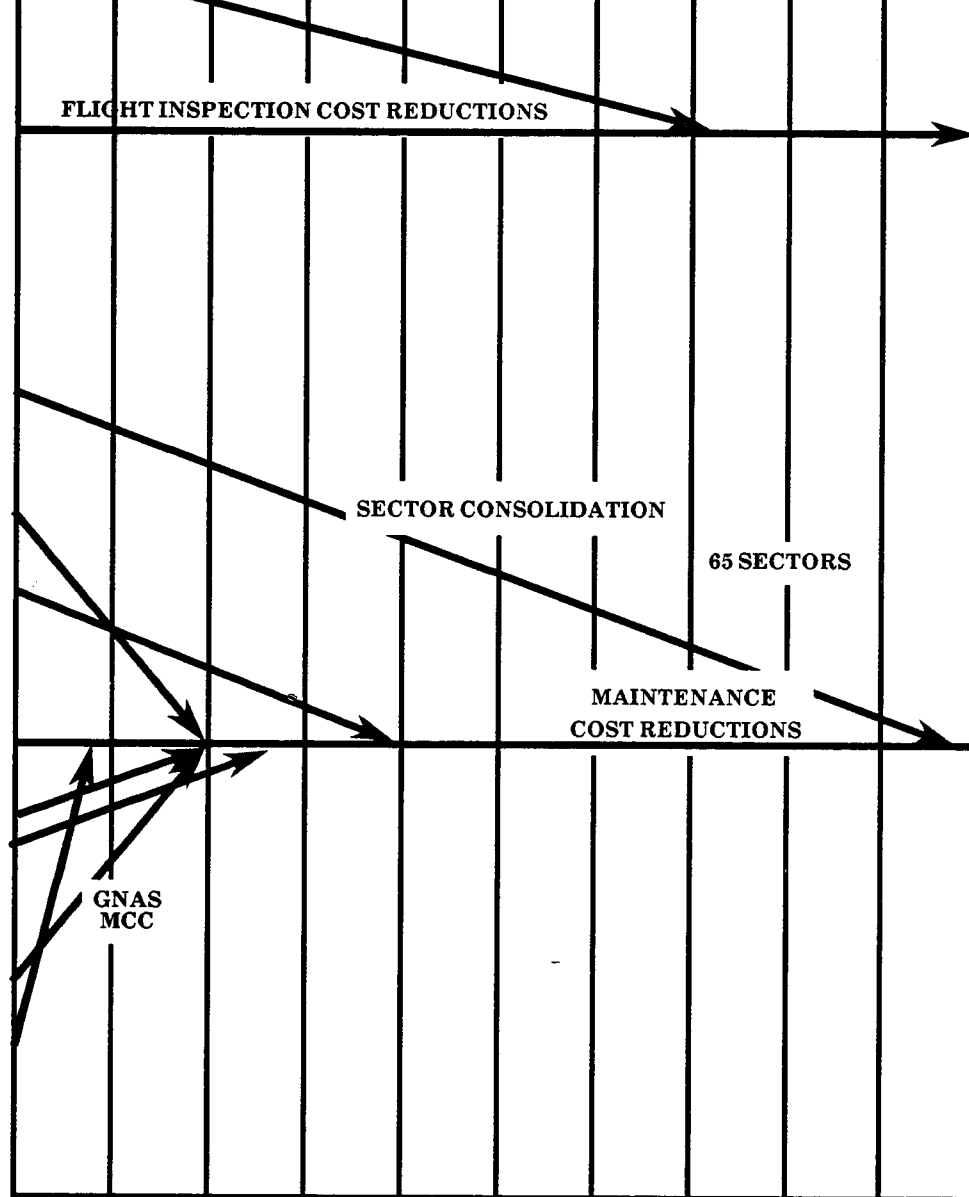 FLIGHT INSPECTION COST REDUCTIONS
SECTOR CONSOLIDATION
65 SECTORS
MAINTENANCE
COST REDUCTIONS
GNAS
MCC